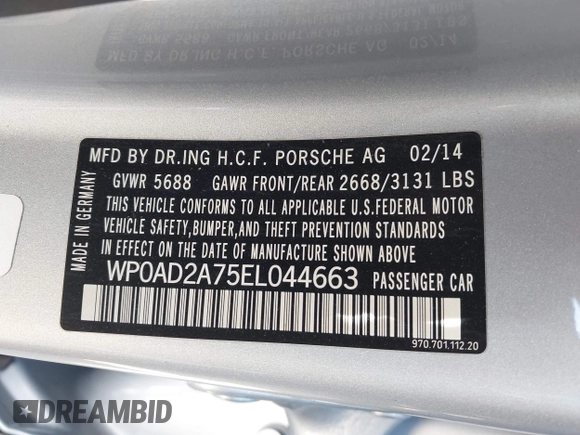 MFD BY DR.ING H.C.F. PORSCHE AG 02/14
GVWR 5688 GAWR FRONT/REAR 2668/3131 LBS
THIS VEHICLE CONFORMS TO ALL APPLICABLE U.S.FEDERAL MOTOR
VEHICLE SAFETY,BUMPER,AND THEFT PREVENTION STANDARDS
IN EFFECT ON THE DATE OF MANUFACTURE SHOWN ABOVE
WP0AD2A75EL044663 PASSENGER CAR
MADE IN GERMANY
970.701.112.20
DREAMBID